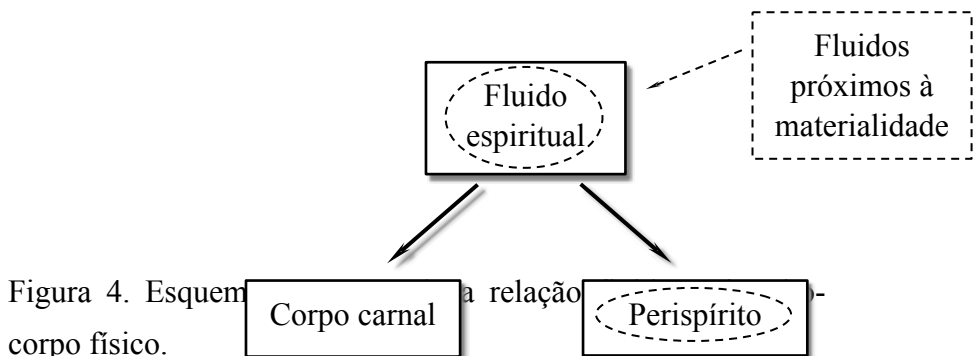 Fluidos
próximos à
materialidade
Fluido
espiritual
Figura 4. Esquem a relação -
Corpo carnal
Perispírito
corpo físico.